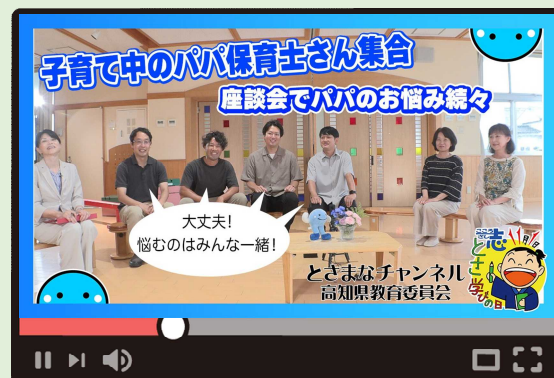 子育て中のパパ保育士さん集合
座談会でパパのお悩み続々
大丈夫!
悩むのはみんな一緒!
とさまなチャンネル
高知県教育委員会
志
とさ学びの日